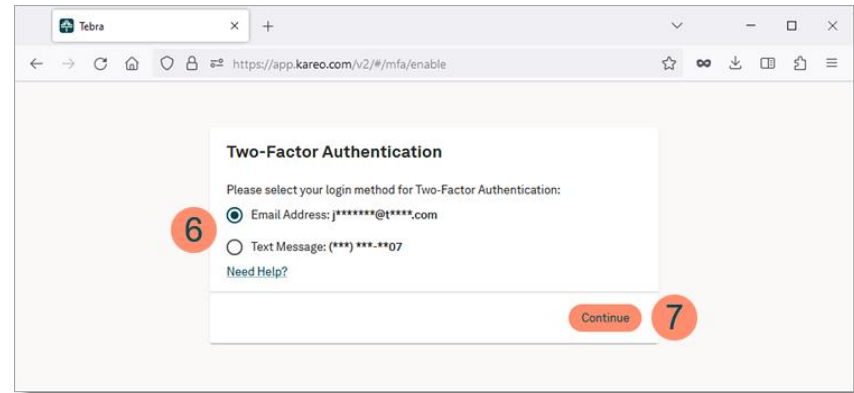 Tebra
https://app.kareo.com/v2/#/mfa/enable
Two-Factor Authentication
Please select your login method for Two-Factor Authentication:
6
Email Address: j*******@t****.com
Text Message: (***) ***-**07
Need Help?
Continue
7